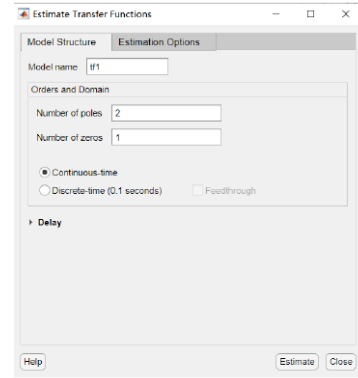 Estimate Transfer Functions
Model Structure Estimation Options
Model name tf1
Orders and Domain
Number of poles 2
Number of zeros 1
Continuous-time
Discrete-time (0.1 seconds) Feedthrough
Delay
Help Estimate Close